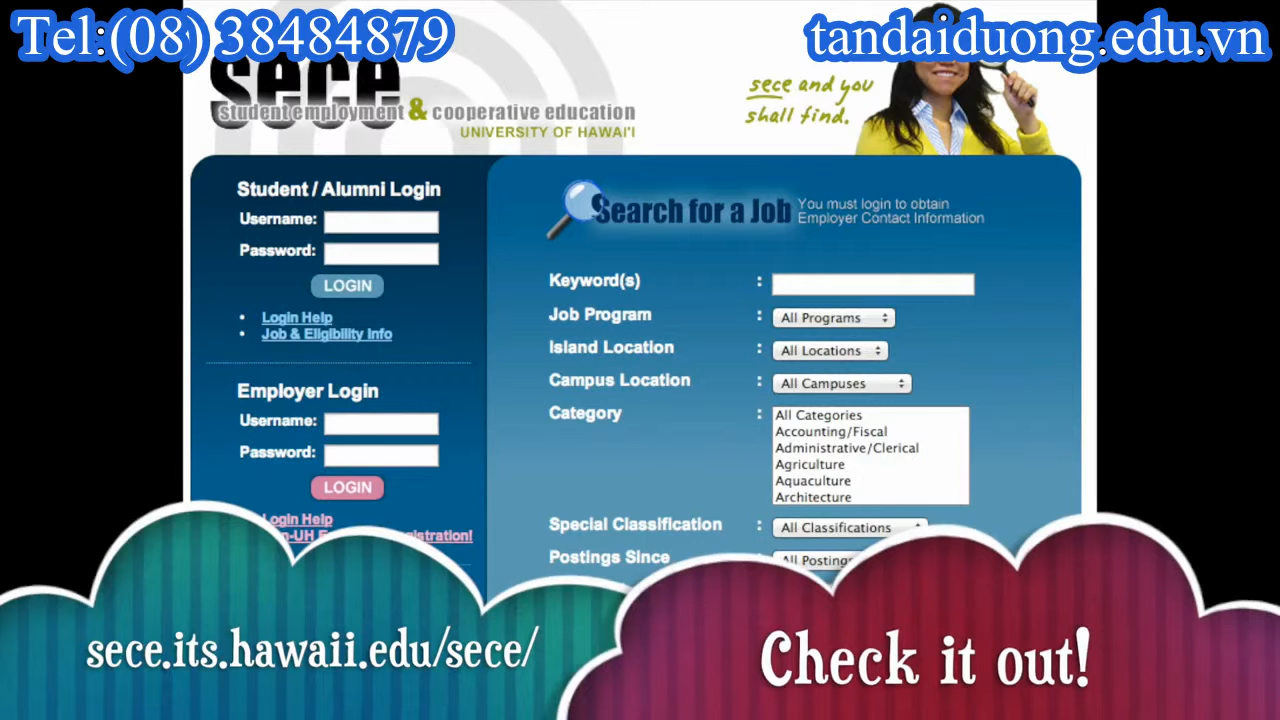 Tel:(08) 38484879
tandaiduong.edu.vn
sece
student employment & cooperative education
UNIVERSITY OF HAWAI'I
sece and you
shall find.
Student / Alumni Login
Username:
Password:
LOGIN
• Login Help
• Job & Eligibility Info
Employer Login
Username:
Password:
LOGIN
Login Help
Search for a Job
You must login to obtain
Employer Contact Information
Keyword(s) :
Job Program : All Programs
Island Location : All Locations
Campus Location : All Campuses
Category : All Categories
Accounting/Fiscal
Administrative/Clerical
Agriculture
Aquaculture
Architecture
Special Classification : All Classifications
Postings Since : All Postings
sece.its.hawaii.edu/sece/
Check it out!